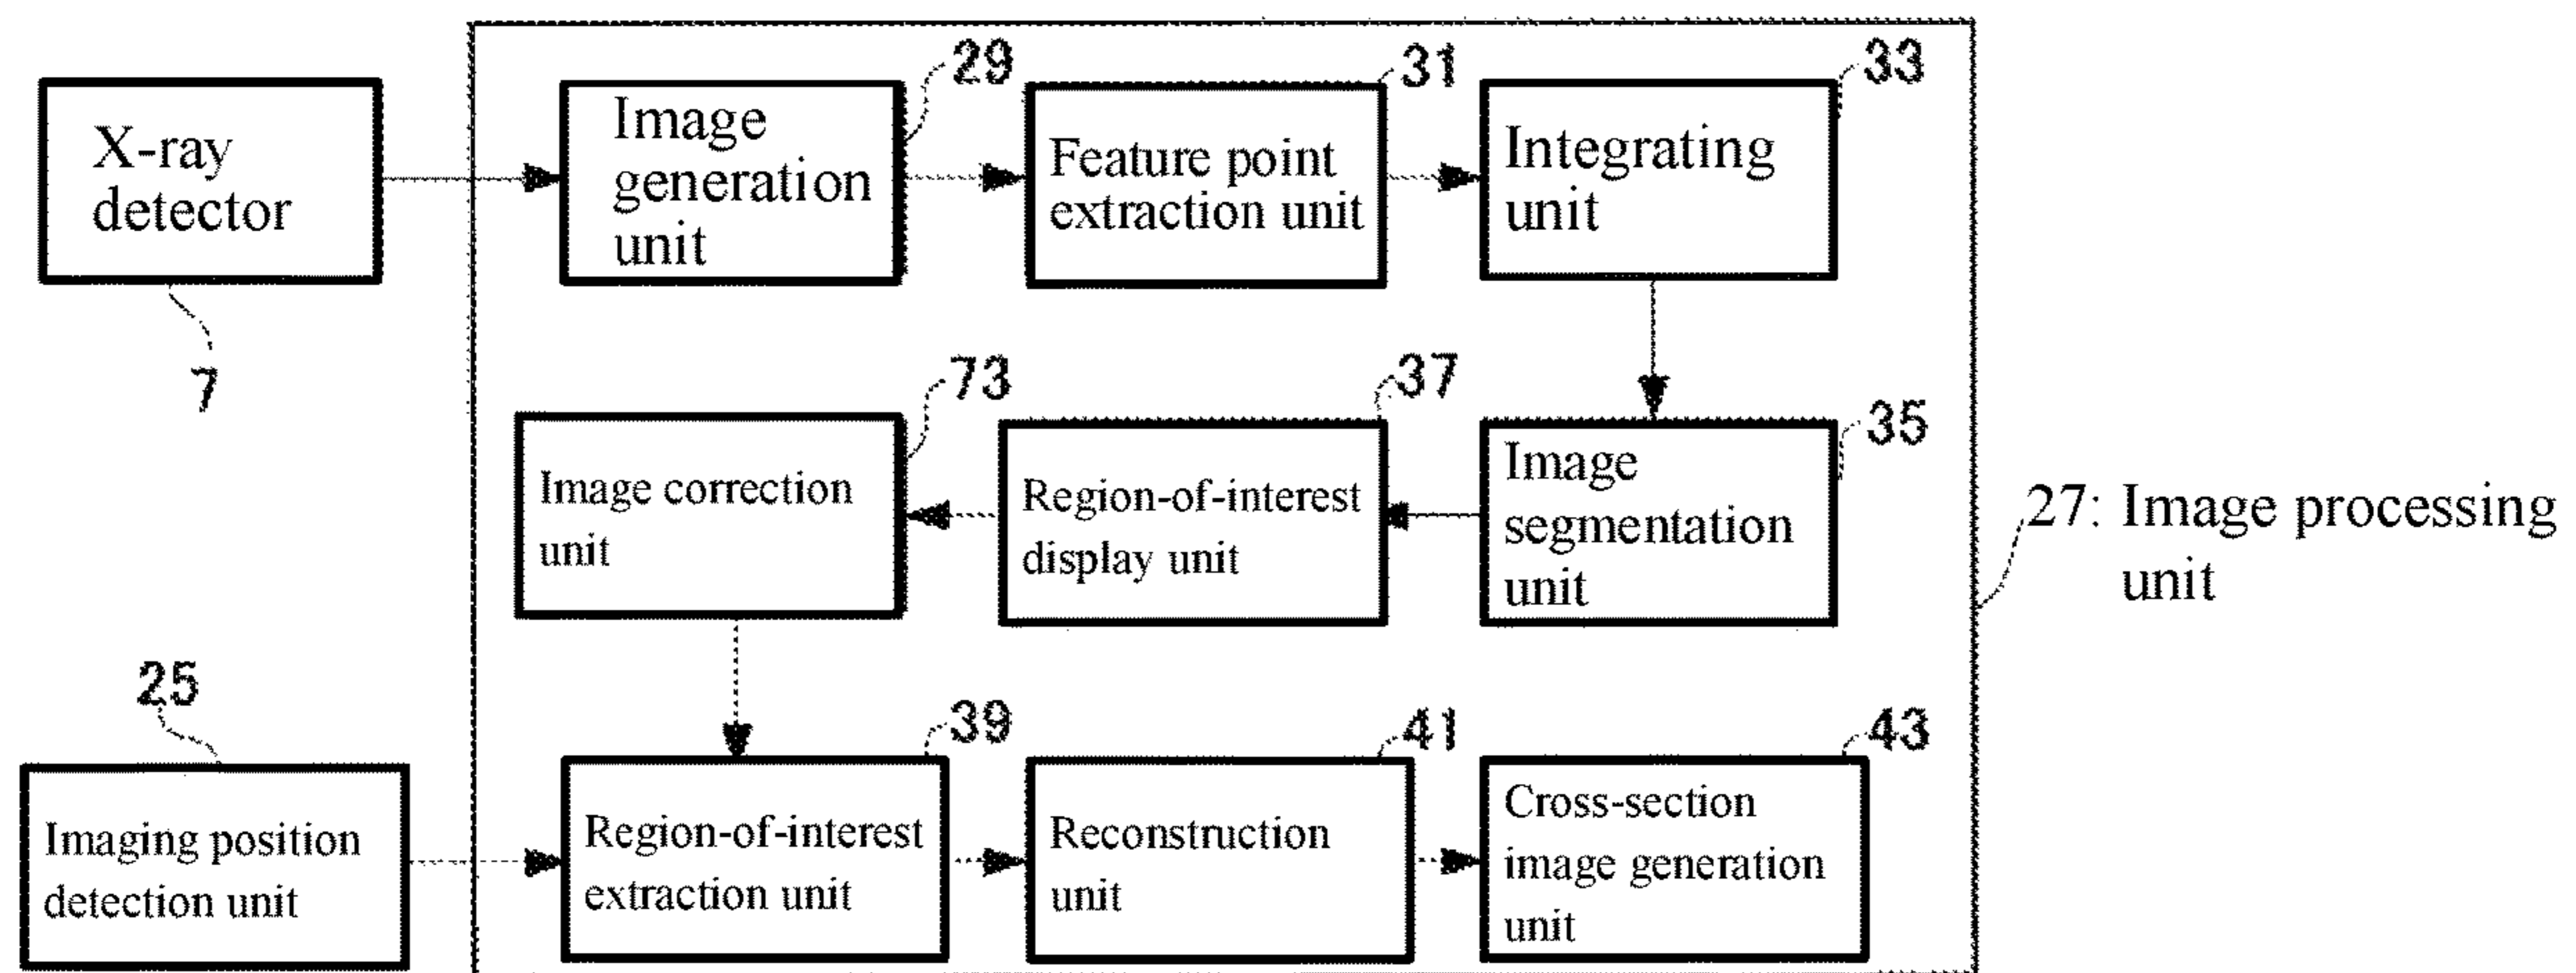 29
31
33
X-ray
detector
Image
generation
unit
Feature point
extraction unit
Integrating
unit
7
73
37
35
Image correction
unit
Region-of-interest
display unit
Image
segmentation
unit
27: Image processing
unit
25
39
41
43
Imaging position
detection unit
Region-of-interest
extraction unit
Reconstruction
unit
Cross-section
image generation
unit